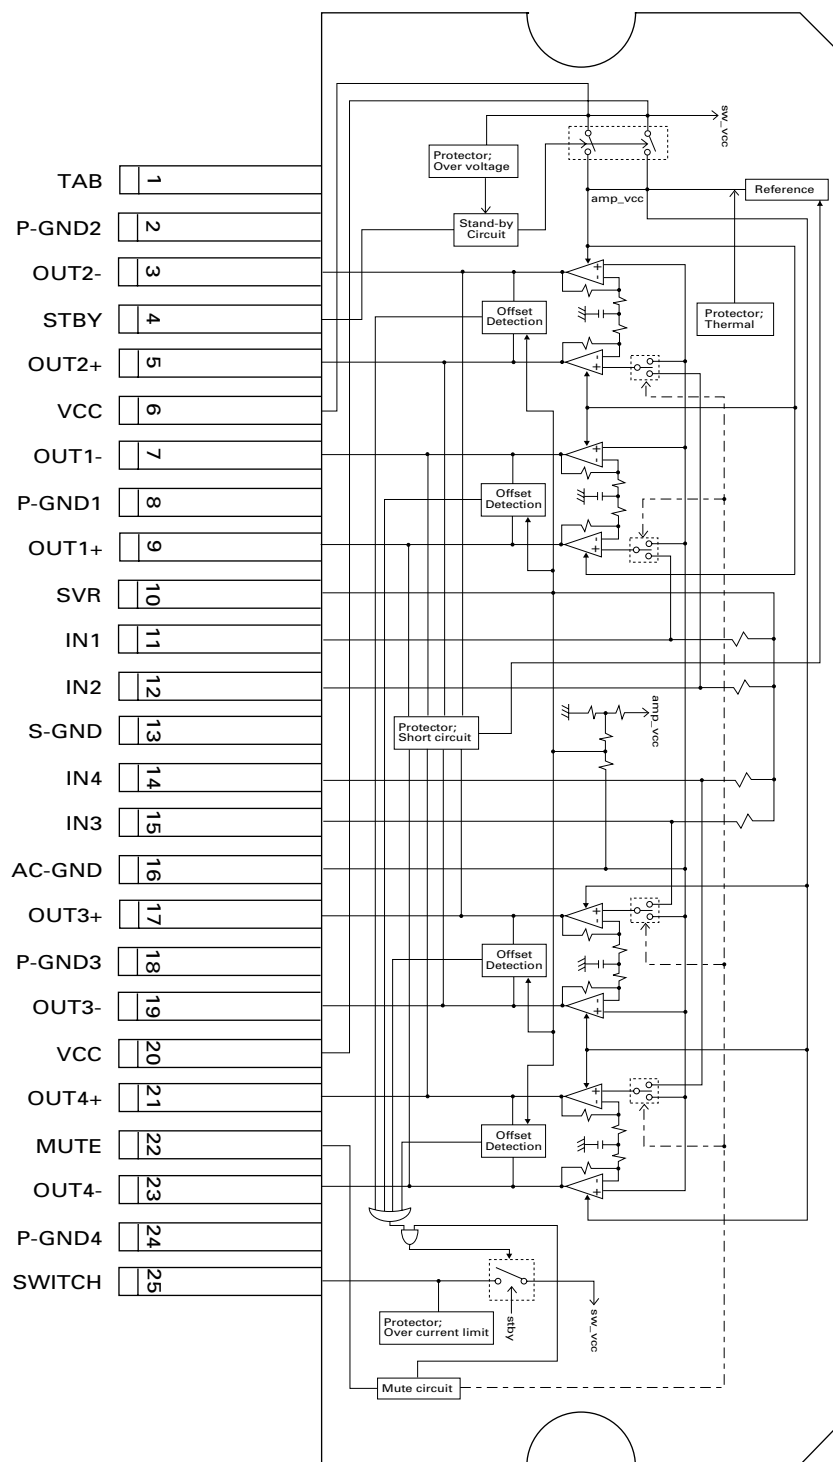 TAB 1
P-GND2 2
OUT2- 3
STBY 4
OUT2+ 5
VCC 6
OUT1- 7
P-GND1 8
OUT1+ 9
SVR 10
IN1 11
IN2 12
S-GND 13
IN4 14
IN3 15
AC-GND 16
OUT3+ 17
P-GND3 18
OUT3- 19
VCC 20
OUT4+ 21
MUTE 22
OUT4- 23
P-GND4 24
SWITCH 25
sw_vcc
Protector;
Over voltage
Reference
amp_vcc
Stand-by
Circuit
+
-
Protector;
Thermal
Offset
Detection
-
+
+
-
Offset
Detection
-
+
amp_vcc
Protector;
Short circuit
+
-
Offset
Detection
-
+
+
-
Offset
Detection
-
+
Protector;
Over current limit
stby
sw_vcc
Mute circuit